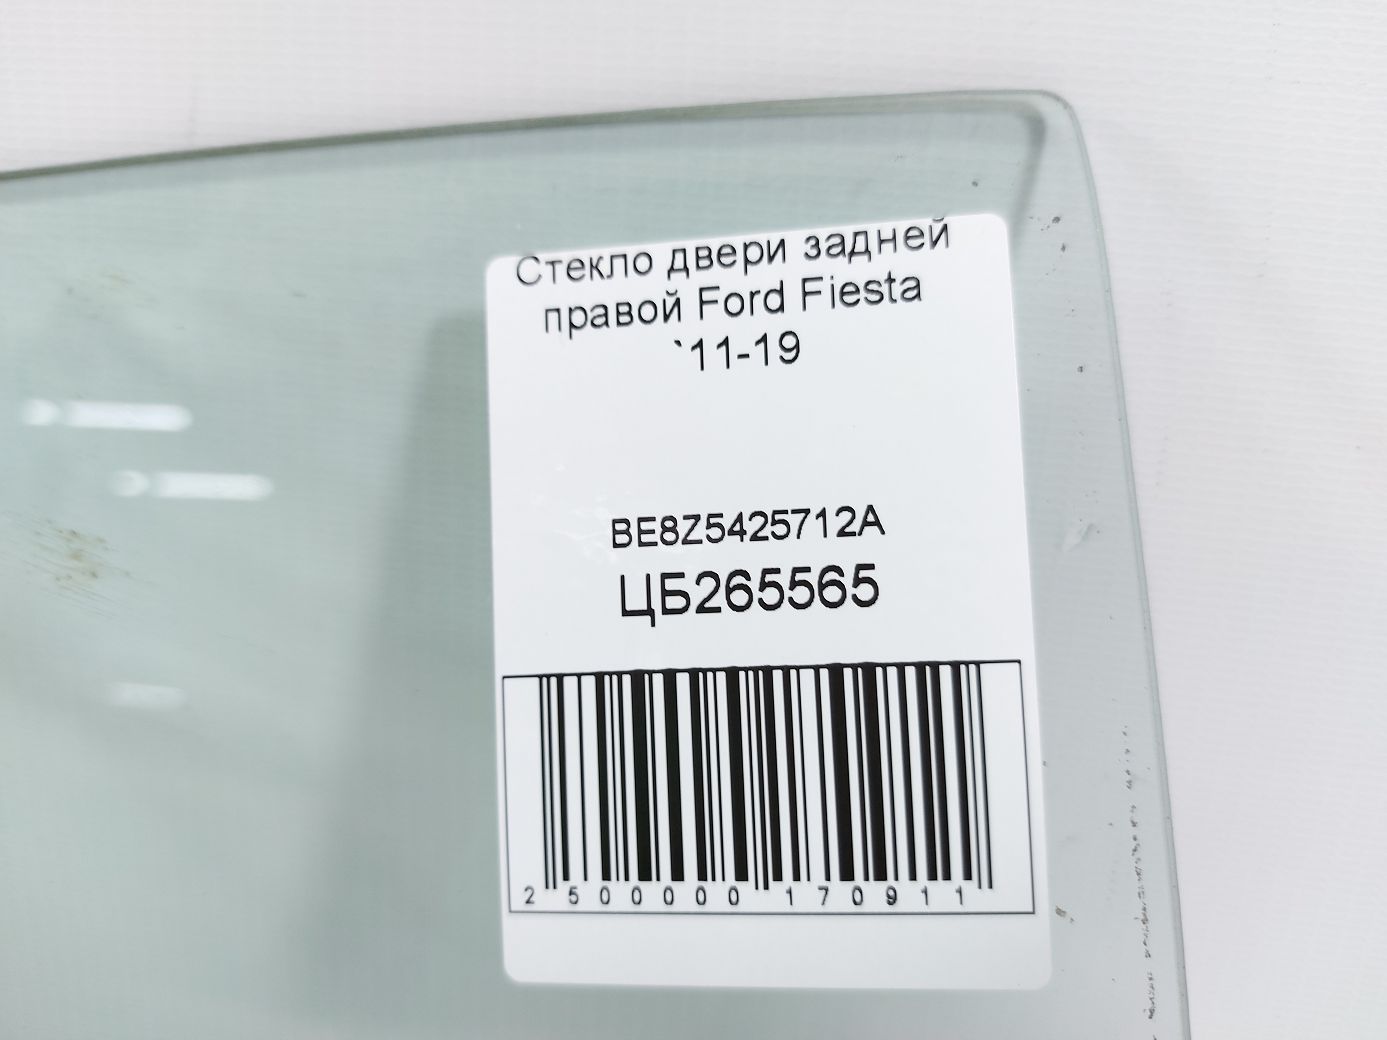 Стекло двери задней
правой Ford Fiesta
`11-19
BE8Z5425712A
ЦБ265565
2 500000 170911